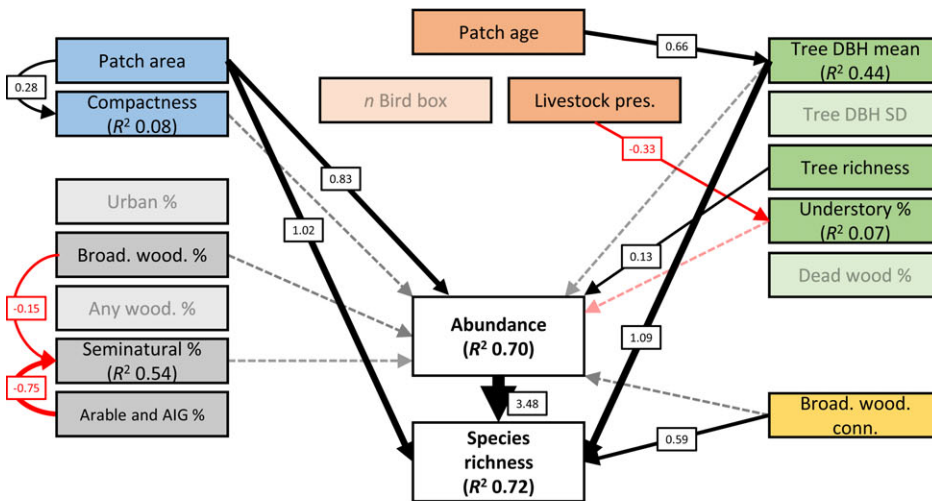 Patch age
0.66
Patch area
0.28
Compactness
(R² 0.08)
n Bird box
Livestock pres.
-0.33
Tree DBH mean
(R² 0.44)
Tree DBH SD
Tree richness
Understory %
(R² 0.07)
Dead wood %
0.83
1.02
0.13
1.09
Urban %
Broad. wood. %
-0.15
Any wood. %
Seminatural %
(R² 0.54)
-0.75
Arable and AIG %
Abundance
(R² 0.70)
3.48
Species
richness
(R² 0.72)
0.59
Broad. wood.
conn.